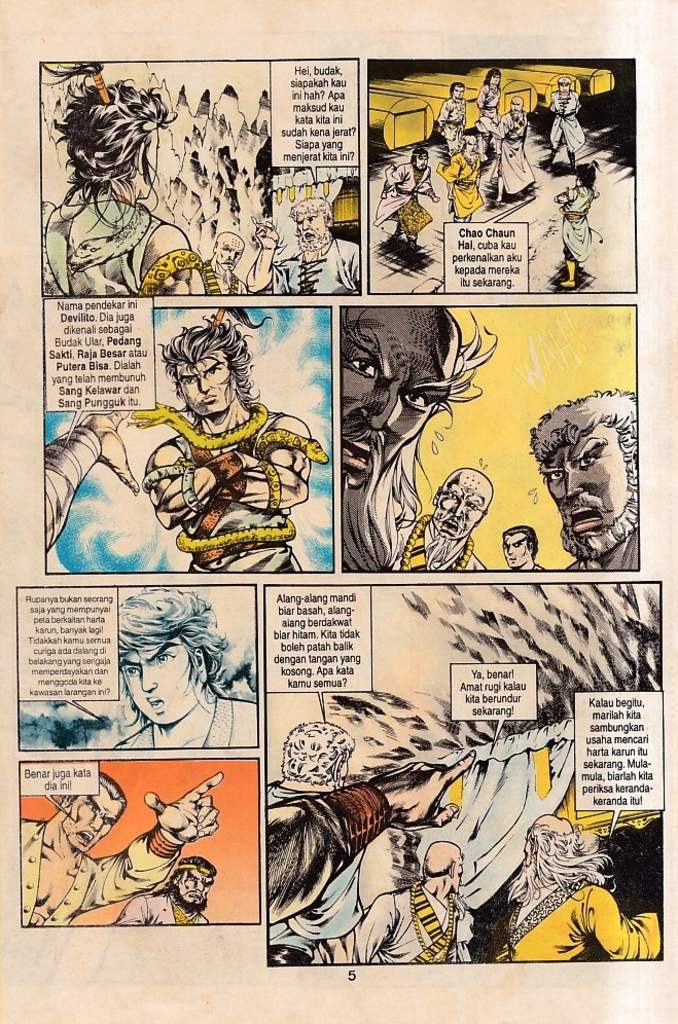 Hei, budak,
siapakah kau
ini hah? Apa
maksud kau
kata kita ini
sudah kena jerat?
Siapa yang
menjerat kita ini?
Chao Chaun
Hai, cuba kau
perkenalkan aku
kepada mereka
itu sekarang.
Nama pendekar ini
Devilito. Dia juga
dikenali sebagai
Budak Ular, Pedang
Sakti, Raja Besar atau
Putera Bisa. Dialah
yang telah membunuh
Sang Kelawar dan
Sang Pungguk itu.
WAH!
Rupanya bukan seorang
saja yang mempunyai
peta berkaitan harta
karun, banyak lagi!
Tidakkah kamu semua
curiga ada dalang di
belakang yang sengaja
memperdayakan dan
menggoda kita ke
kawasan larangan ini?
Benar juga kata
dia ini!
Alang-alang mandi
biar basah, alang-
alang berdakwat
biar hitam. Kita tidak
boleh patah balik
dengan tangan yang
kosong. Apa kata
kamu semua?
Ya, benar!
Amat rugi kalau
kita berundur
sekarang!
Kalau begitu,
marilah kita
sambungkan
usaha mencari
harta karun itu
sekarang. Mula-
mula, biarlah kita
periksa keranda-
keranda itu!
5